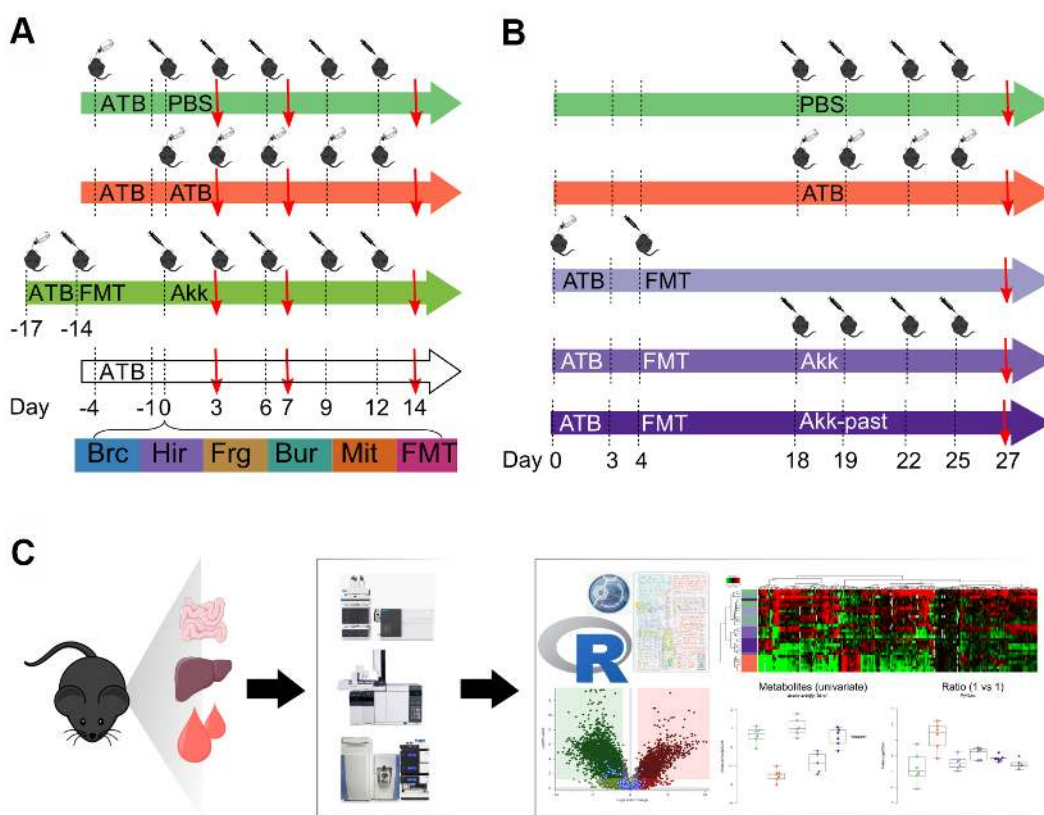 A
ATB PBS
ATB ATB
ATB FMT Akk
-17 -14
ATB
Day -4 -10 3 6 7 9 12 14
Brc Hir Frg Bur Mit FMT
B
PBS
ATB
ATB FMT
ATB FMT Akk
ATB FMT Akk-past
Day 0 3 4 18 19 22 25 27
C
R
Metabolites (univariate)
Ratio (1 vs 1)